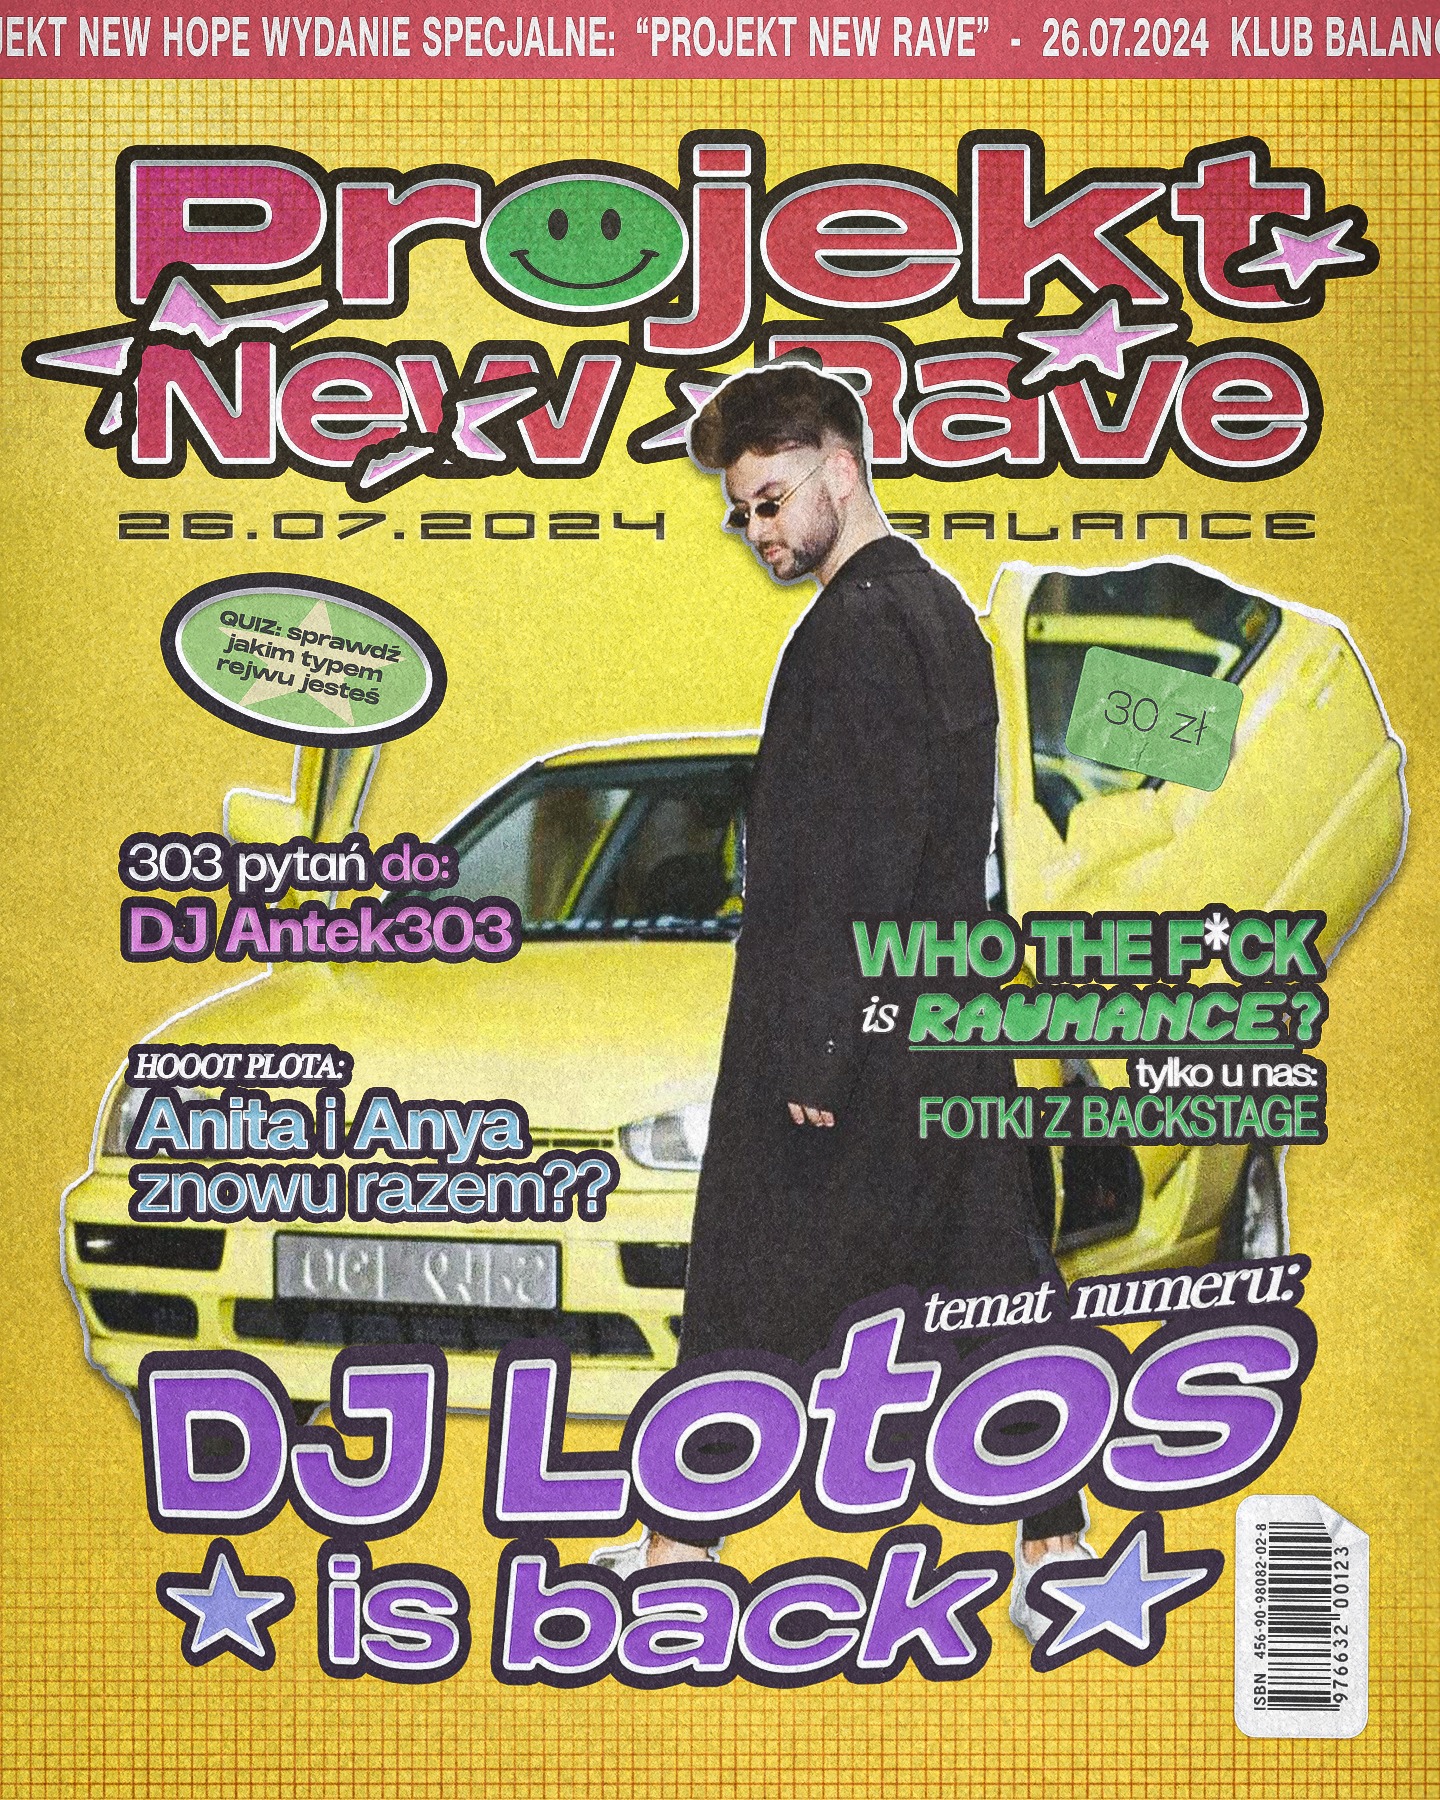 JEKT NEW HOPE WYDANIE SPECJALNE: “PROJEKT NEW RAVE” - 26.07.2024 KLUB BALANC
Projekt
New Rave
26.07.2024 BALANCE
QUIZ: sprawdź
jakim typem
rejwu jesteś
30 zł
303 pytań do:
DJ Antek303
WHO THE F*CK
is RAUMANCE?
tylko u nas:
FOTKI Z BACKSTAGE
HOOOT PLOTA:
Anita i Anya
znowu razem??
temat numeru:
DJ Lotos
is back
ISBN 456-90-98082-02-8
976632 00123